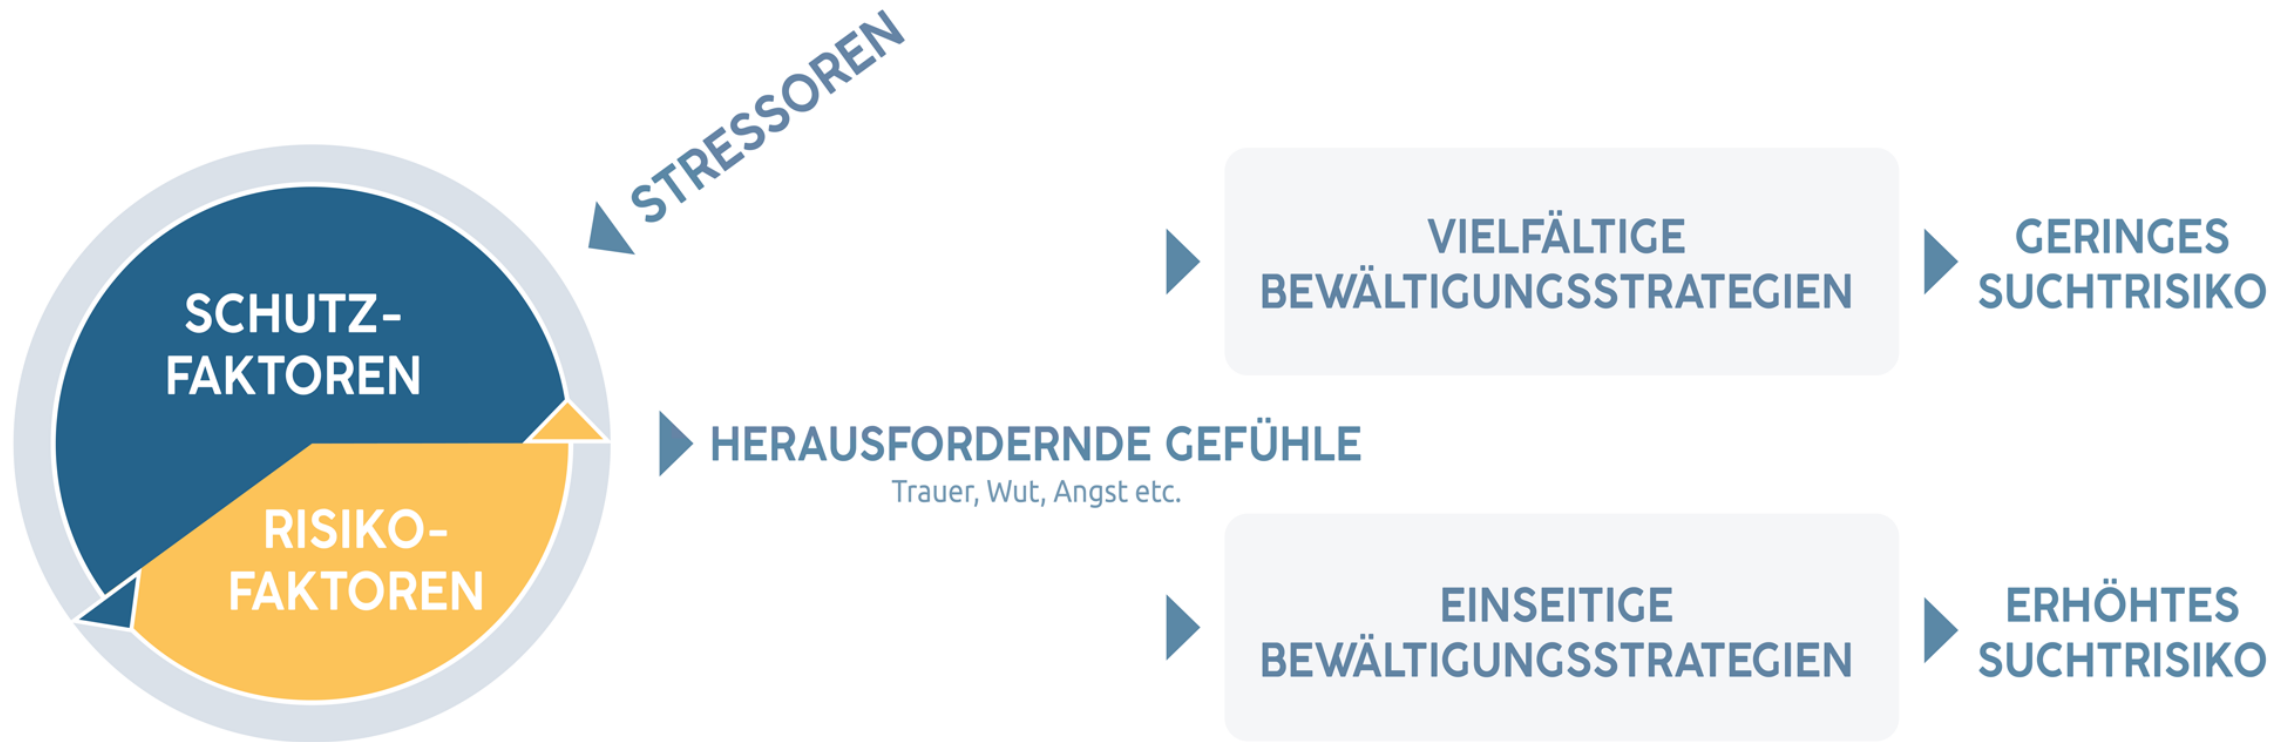 STRESSOREN
SCHUTZ-
FAKTOREN
RISIKO-
FAKTOREN
HERAUSFORDERNDE GEFÜHLE
Trauer, Wut, Angst etc.
VIELFÄLTIGE
BEWÄLTIGUNGSSTRATEGIEN
GERINGES
SUCHTRISIKO
EINSEITIGE
BEWÄLTIGUNGSSTRATEGIEN
ERHÖHTES
SUCHTRISIKO